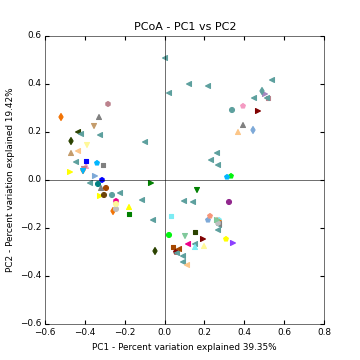 PCoA - PC1 vs PC2
PC2 - Percent variation explained 19.42%
0.6
0.4
0.2
0.0
−0.2
−0.4
−0.6
−0.6 −0.4 −0.2 0.0 0.2 0.4 0.6 0.8
PC1 - Percent variation explained 39.35%